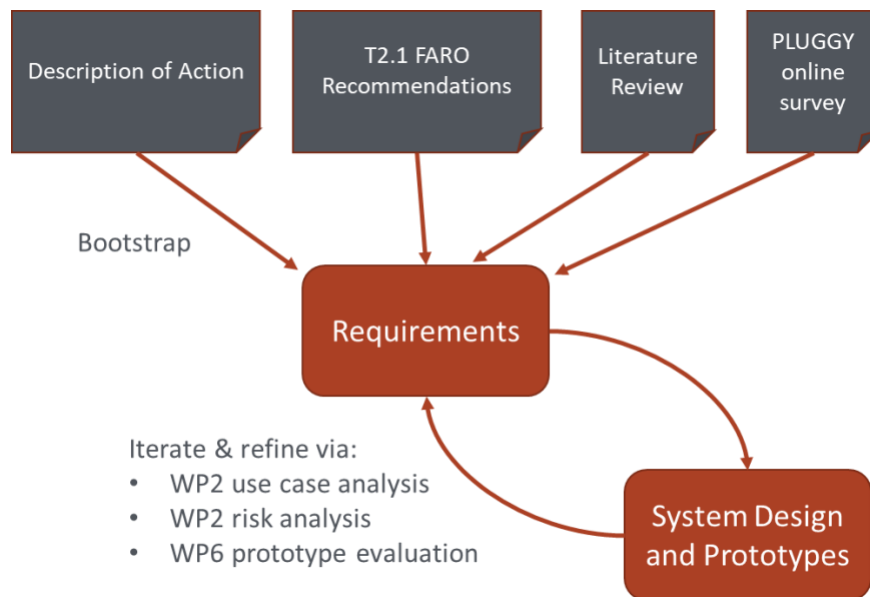 Description of Action
T2.1 FARO
Recommendations
Literature
Review
PLUGGY
online
survey
Bootstrap
Requirements
Iterate & refine via:
• WP2 use case analysis
• WP2 risk analysis
• WP6 prototype evaluation
System Design
and Prototypes